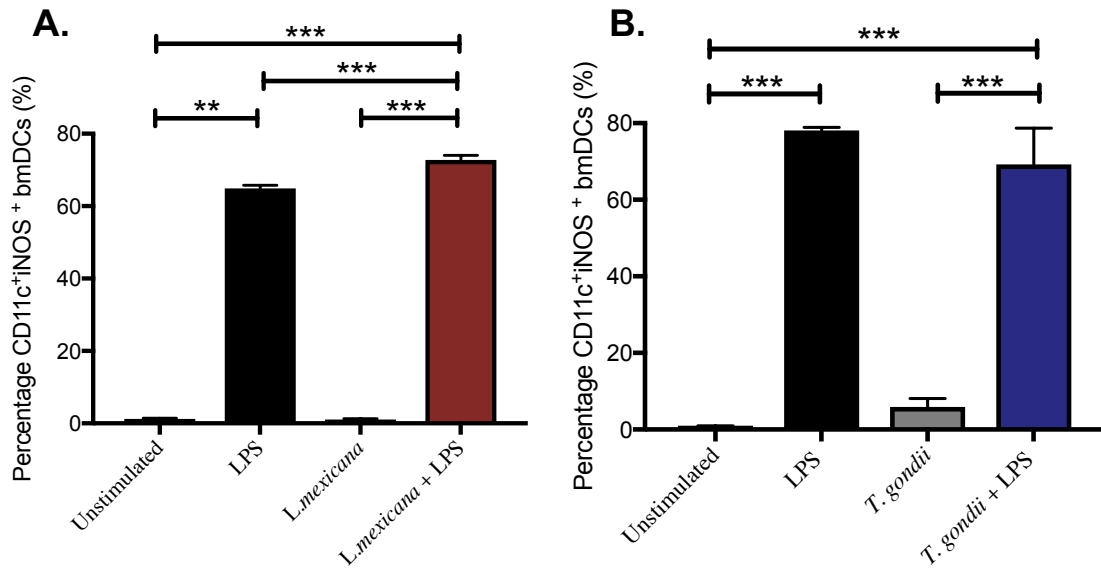 A.
***
***
** ***
Percentage CD11c+iNOS + bmDCs (%)
80
60
40
20
0
Unstimulated
LPS
L.mexicana
L.mexicana + LPS
B.
***
*** ***
Percentage CD11c+iNOS + bmDCs (%)
80
60
40
20
0
Unstimulated
LPS
T. gondii
T. gondii + LPS